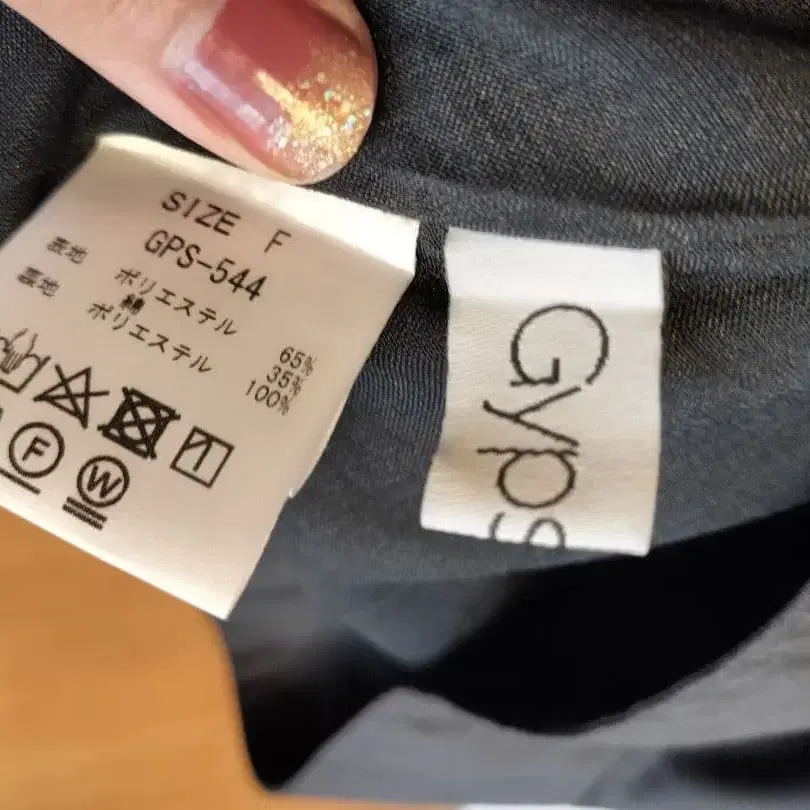 SIZE F
GPS-544
表地 ポリエステル 65%
綿 35%
裏地 ポリエステル 100%
F
W
Gyps